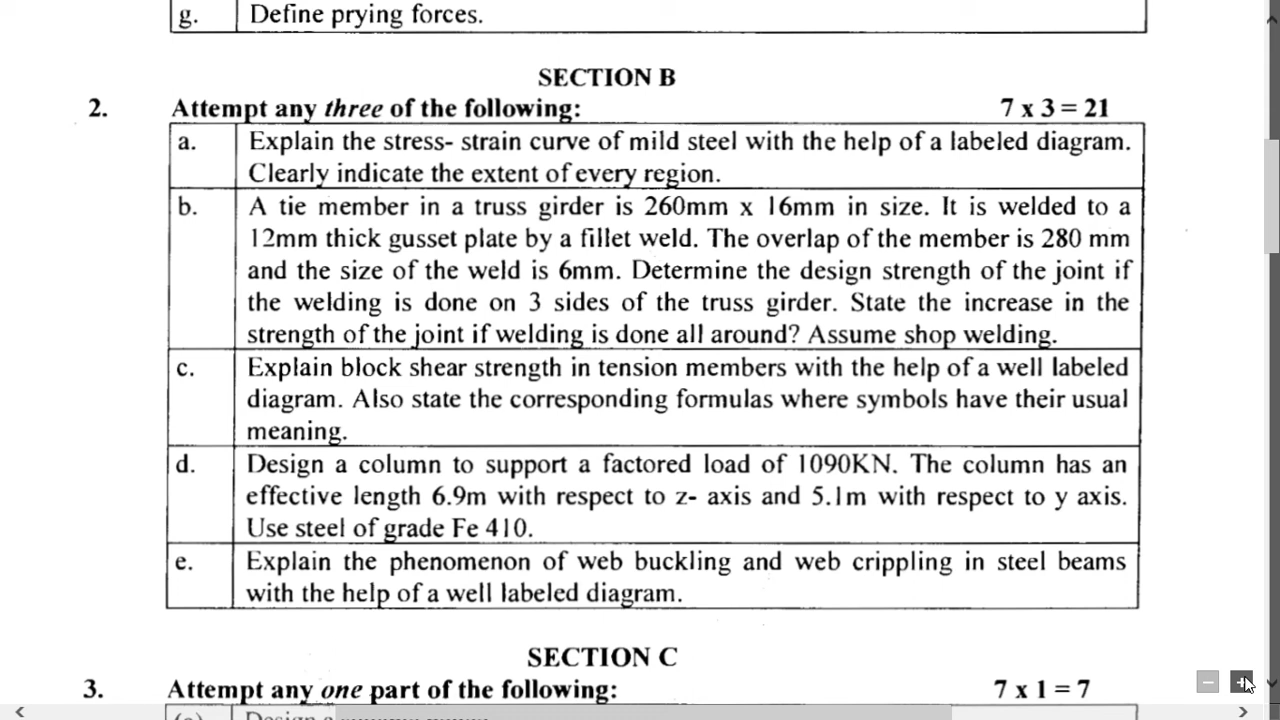 g. Define prying forces.
SECTION B
2. Attempt any three of the following: 7 x 3 = 21
a. Explain the stress- strain curve of mild steel with the help of a labeled diagram.
Clearly indicate the extent of every region.
b. A tie member in a truss girder is 260mm x 16mm in size. It is welded to a
12mm thick gusset plate by a fillet weld. The overlap of the member is 280 mm
and the size of the weld is 6mm. Determine the design strength of the joint if
the welding is done on 3 sides of the truss girder. State the increase in the
strength of the joint if welding is done all around? Assume shop welding.
c. Explain block shear strength in tension members with the help of a well labeled
diagram. Also state the corresponding formulas where symbols have their usual
meaning.
d. Design a column to support a factored load of 1090KN. The column has an
effective length 6.9m with respect to z- axis and 5.1m with respect to y axis.
Use steel of grade Fe 410.
e. Explain the phenomenon of web buckling and web crippling in steel beams
with the help of a well labeled diagram.
SECTION C
3. Attempt any one part of the following: 7 x 1 = 7
(a) Design a